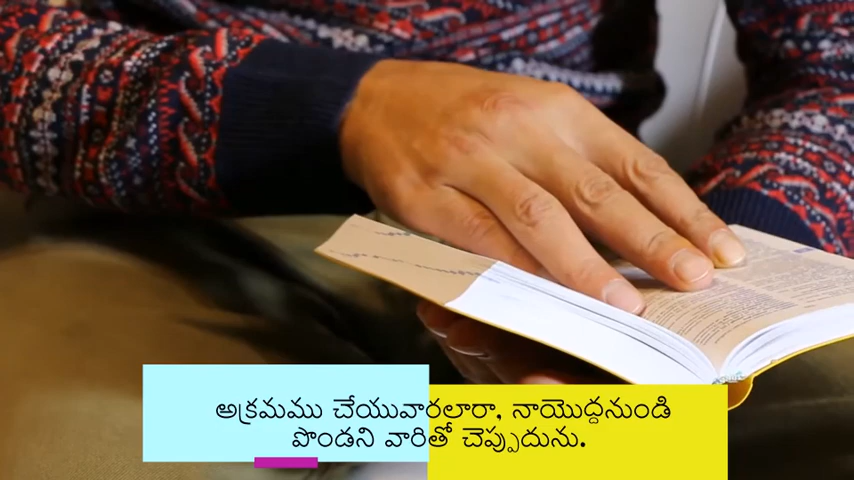 అక్రమము చేయువారలారా, నాయొద్దనుండి
పొండని వారితో చెప్పుదును.